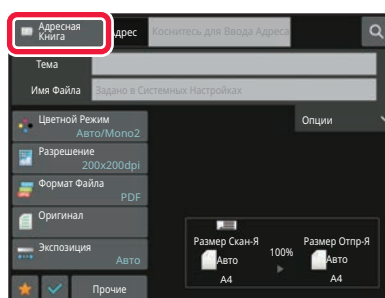 Адресная
Книга
Адрес
Коснитесь для Ввода Адреса
Тема
Имя Файла
Задано в Системных Настройках
Цветной Режим
Авто/Mono2
Опции
Разрешение
200x200dpi
Формат Файла
PDF
Оригинал
Экспозиция
Авто
Размер Скан-Я
100%
Размер Отпр-Я
Авто
Авто
A4
A4
Прочие